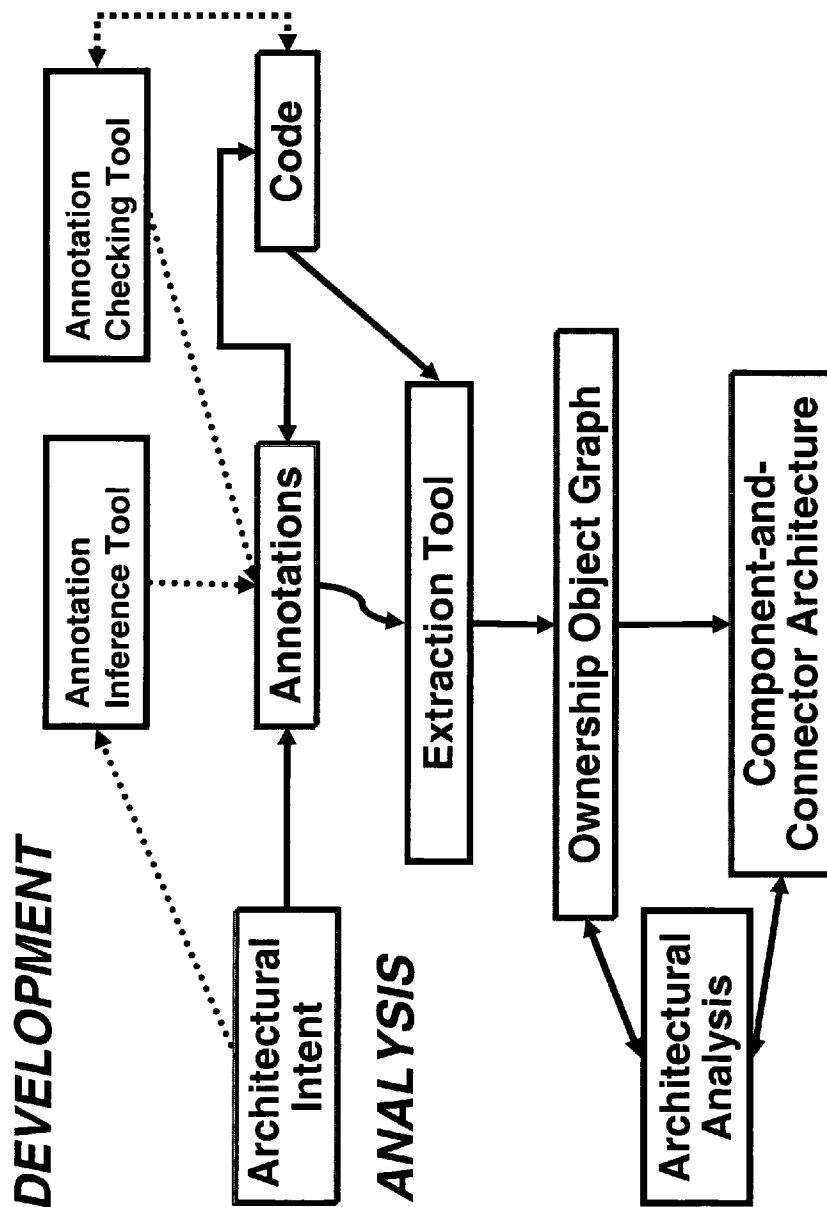 DEVELOPMENT
Annotation
Inference Tool
Annotation
Checking Tool
Architectural
Intent
Annotations
Code
ANALYSIS
Extraction Tool
Ownership Object Graph
Architectural
Analysis
Component-and-
Connector Architecture